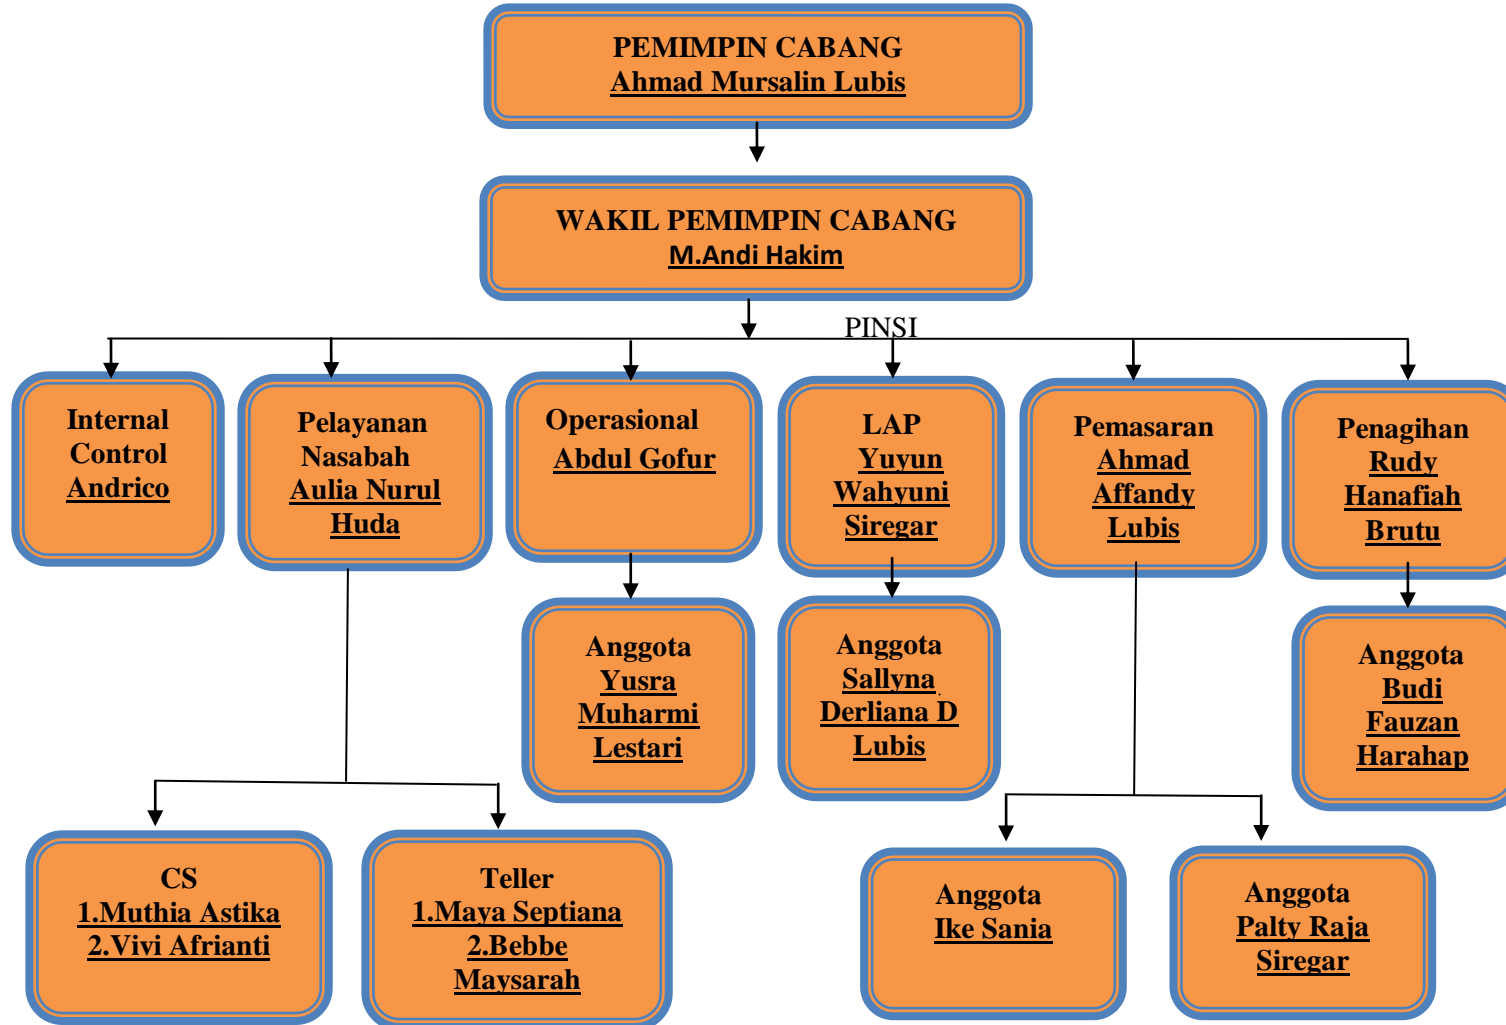 PEMIMPIN CABANG
Ahmad Mursalin Lubis
WAKIL PEMIMPIN CABANG
M.Andi Hakim
PINSI
Internal
Control
Andrico
Pelayanan
Nasabah
Aulia Nurul
Huda
Operasional
Abdul Gofur
LAP
Yuyun
Wahyuni
Siregar
Pemasaran
Ahmad
Affandy
Lubis
Penagihan
Rudy
Hanafiah
Brutu
Anggota
Yusra
Muharmi
Lestari
Anggota
Sallyna
Derliana D
Lubis
Anggota
Budi
Fauzan
Harahap
CS
1.Muthia Astika
2.Vivi Afrianti
Teller
1.Maya Septiana
2.Bebbe
Maysarah
Anggota
Ike Sania
Anggota
Palty Raja
Siregar